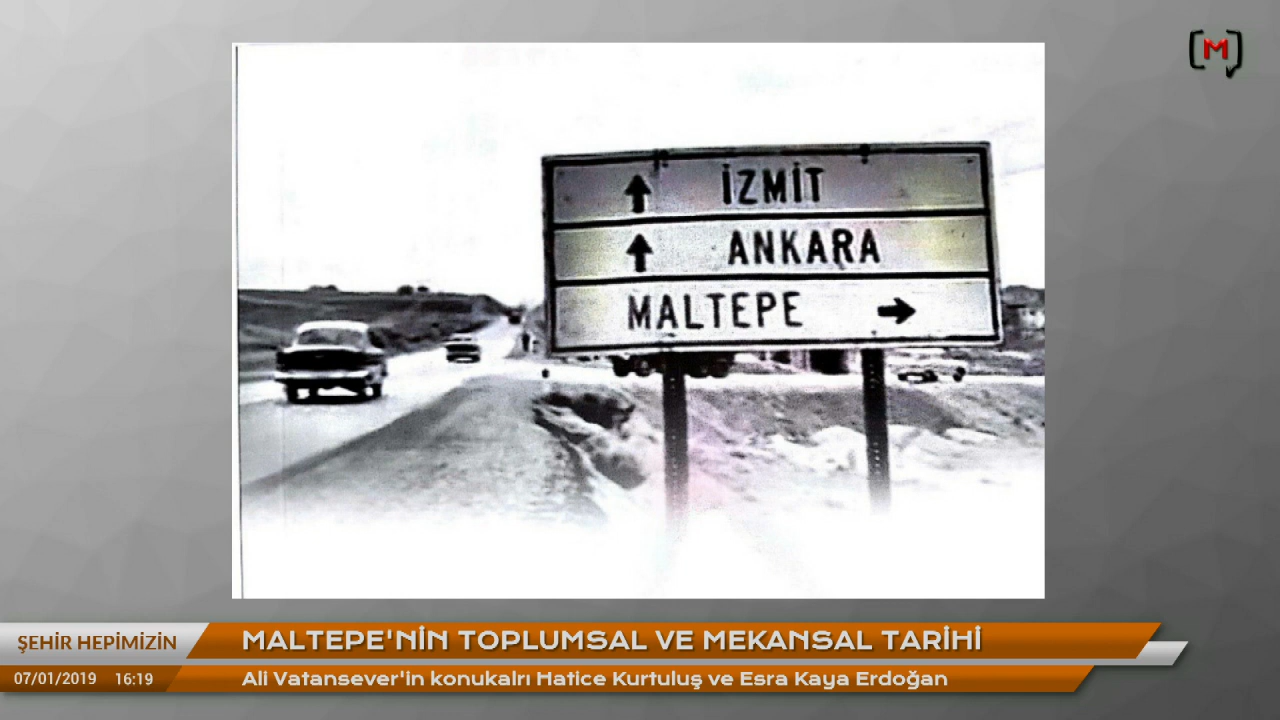 [M]
İZMİT
ANKARA
MALTEPE
ŞEHİR HEPİMİZİN
MALTEPE'NİN TOPLUMSAL VE MEKANSAL TARİHİ
07/01/2019 16:19
Ali Vatansever'in konukalrı Hatice Kurtuluş ve Esra Kaya Erdoğan